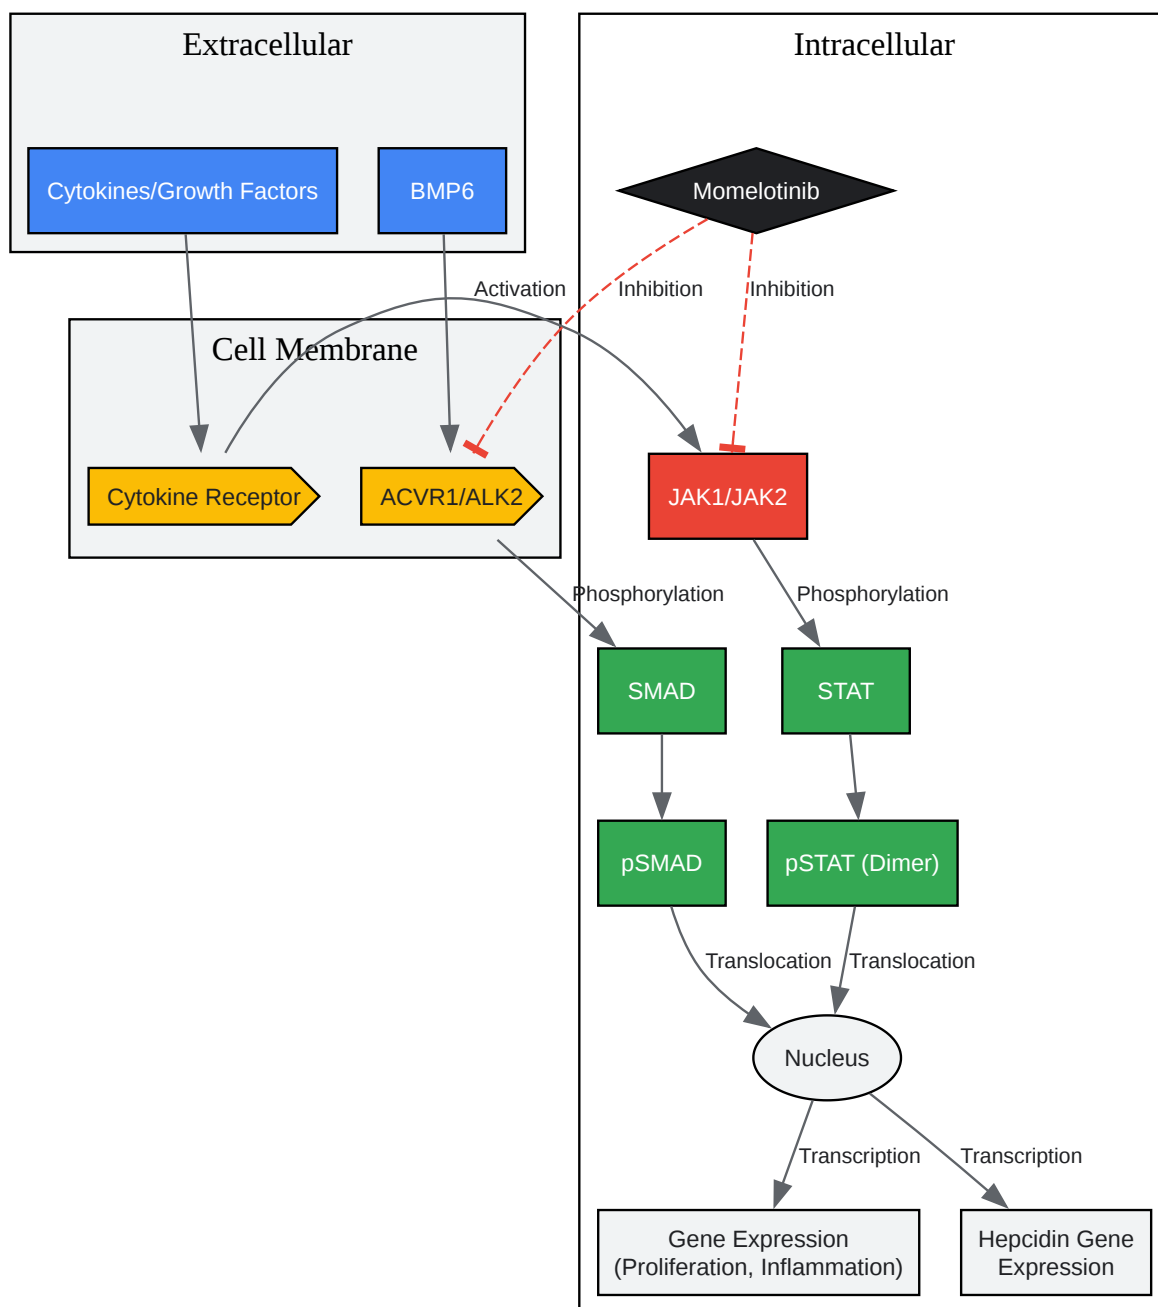 Extracellular
Intracellular
Cytokines/Growth Factors
BMP6
Momelotinib
Activation
Inhibition
Inhibition
Cell Membrane
Cytokine Receptor
ACVR1/ALK2
JAK1/JAK2
Phosphorylation
Phosphorylation
SMAD
STAT
pSMAD
pSTAT (Dimer)
Translocation
Translocation
Nucleus
Transcription
Transcription
Gene Expression
(Proliferation, Inflammation)
Hepcidin Gene
Expression